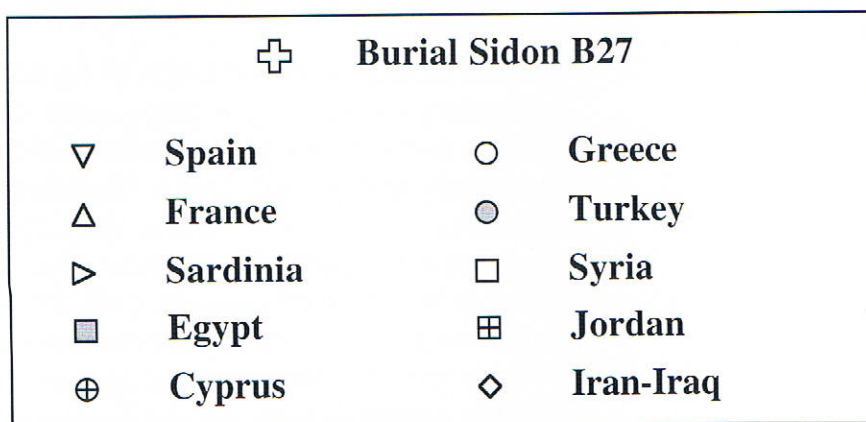 Burial Sidon B27
Spain
Greece
France
Turkey
Sardinia
Syria
Egypt
Jordan
Cyprus
Iran-Iraq